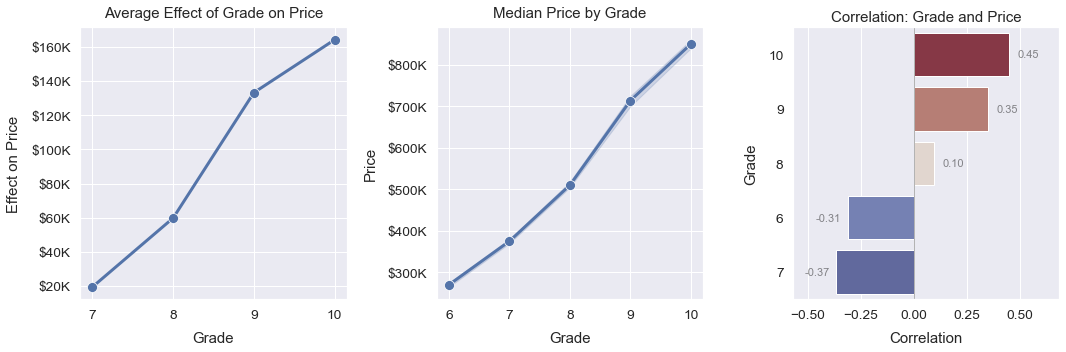 Average Effect of Grade on Price
$160K
$140K
$120K
$100K
$80K
$60K
$40K
$20K
7 8 9 10
Effect on Price
Grade
Median Price by Grade
$800K
$700K
$600K
$500K
$400K
$300K
6 7 8 9 10
Price
Grade
Correlation: Grade and Price
10 0.45
9 0.35
8 0.10
6 -0.31
7 -0.37
−0.50 −0.25 0.00 0.25 0.50
Grade
Correlation